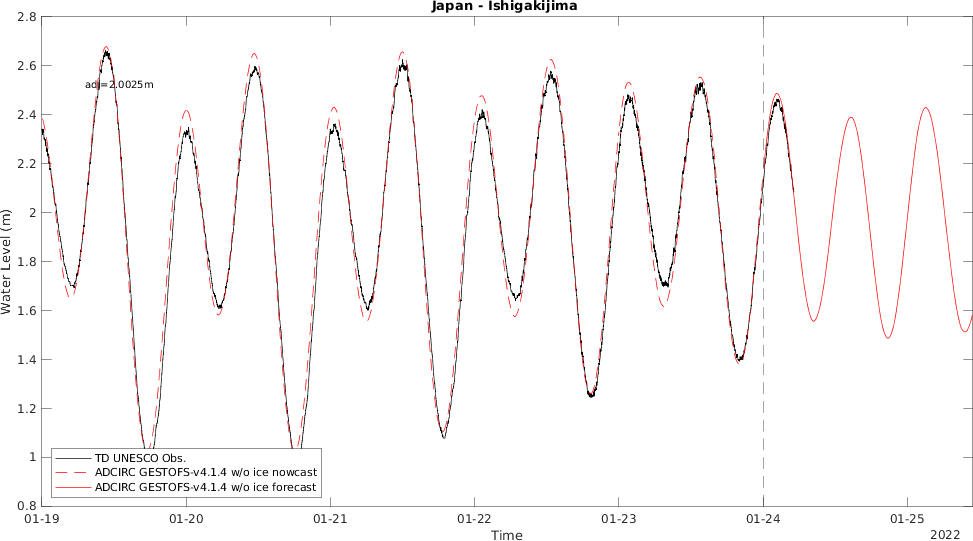 Japan - Ishigakijima
2.8
2.6
2.4
2.2
2
1.8
1.6
1.4
1.2
1
0.8
Water Level (m)
adj=2.0025m
TD UNESCO Obs.
ADCIRC GESTOFS-v4.1.4 w/o ice nowcast
ADCIRC GESTOFS-v4.1.4 w/o ice forecast
01-19 01-20 01-21 01-22 01-23 01-24 01-25
Time
2022